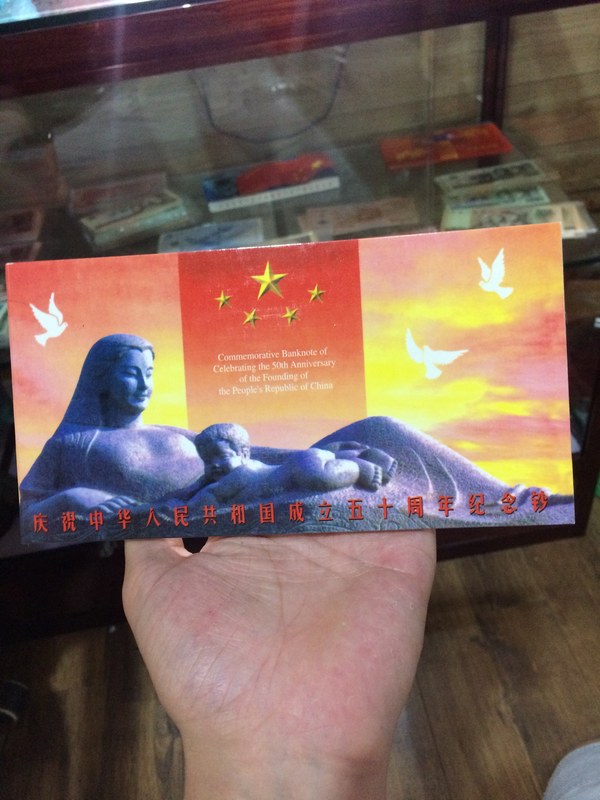 Commemorative Banknote of
Celebrating the 50th Anniversary
of the Founding of
the People's Republic of China
庆祝中华人民共和国成立五十周年纪念钞